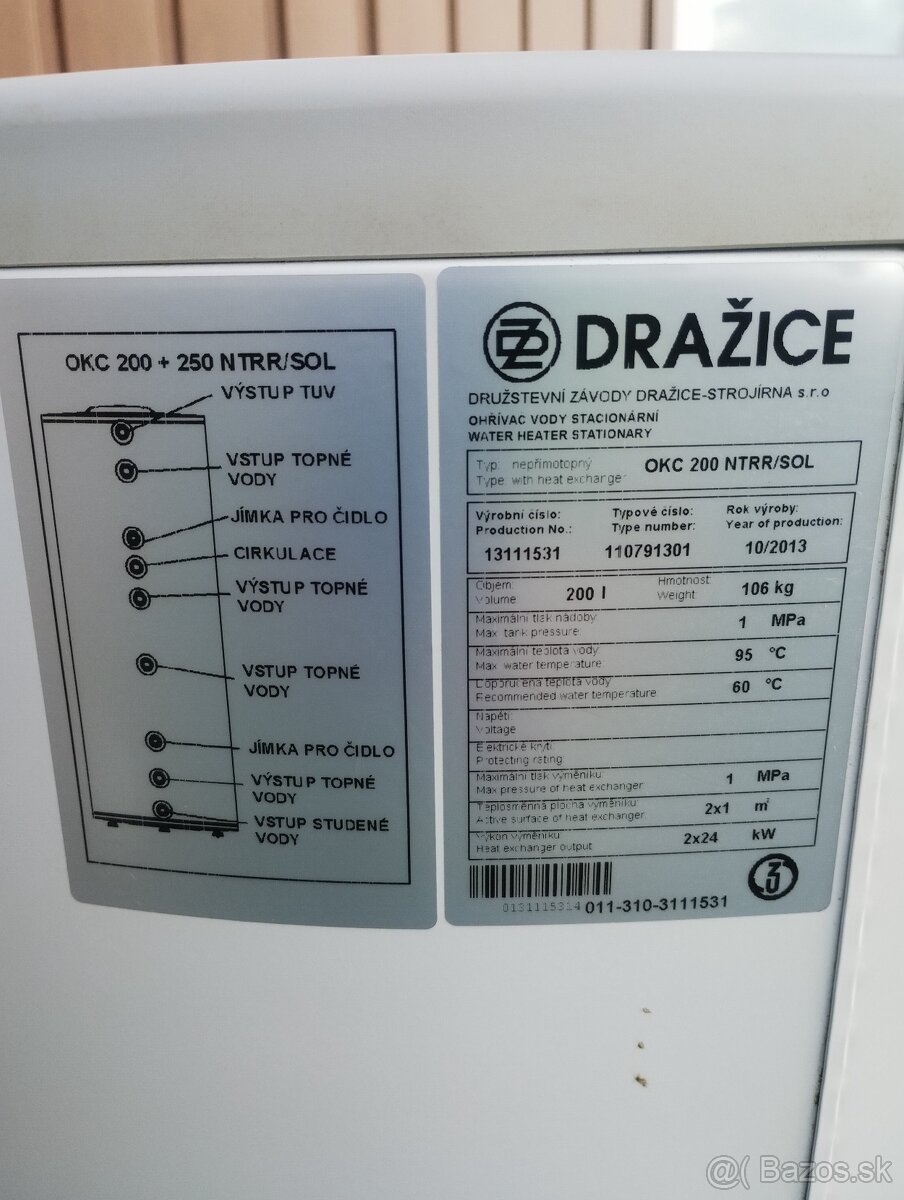 OKC 200 + 250 NTRR/SOL
VÝSTUP TUV
VSTUP TOPNÉ
VODY
JÍMKA PRO ČIDLO
CIRKULACE
VÝSTUP TOPNÉ
VODY
VSTUP TOPNÉ
VODY
JÍMKA PRO ČIDLO
VÝSTUP TOPNÉ
VODY
VSTUP STUDENÉ
VODY
DRAŽICE
DRUŽSTEVNÍ ZÁVODY DRAŽICE-STROJÍRNA s.r.o
OHŘÍVAC VODY STACIONÁRNÍ
WATER HEATER STATIONARY
Typ: nepřímotopný
Type: with heat exchanger
OKC 200 NTRR/SOL
Výrobní číslo:
Production No.:
13111531
Typové číslo:
Type number:
110791301
Rok výroby:
Year of production:
10/2013
Objem:
Volume
200 l
Hmotnost
Weight:
106 kg
Maximální tlak nádoby
Max. tank pressure:
1 MPa
Maximální teplota vody:
Max. water temperature:
95 °C
Doporučená teplota vody
Recommended water temperature
60 °C
Napětí:
Voltage
Elektrické krytí:
Protecting rating:
Maximální tlak výměníku:
Max pressure of heat exchanger
1 MPa
Teplosměnná plocha výměníku:
Active surface of heat exchanger:
2x1 m²
Výkon výměníku:
Heat exchanger output:
2x24 kW
0131115314 011-310-3111531
@( Bazos.sk